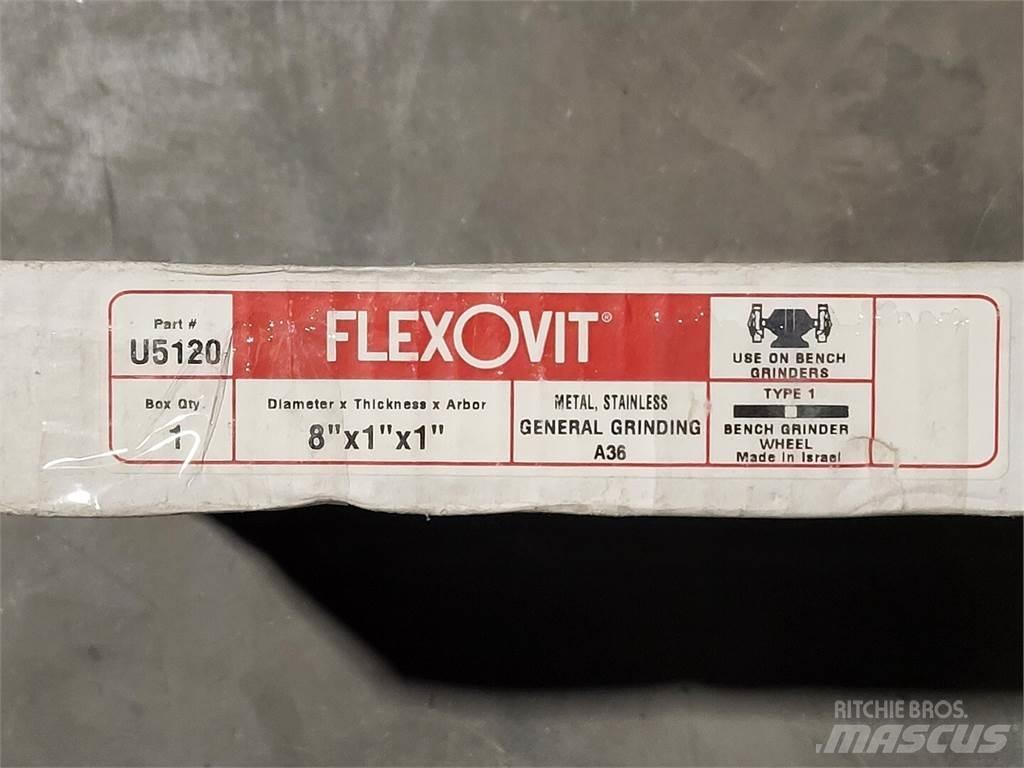 Part #
U5120
FLEXOVIT®
USE ON BENCH
GRINDERS
Box Qty.
1
Diameter x Thickness x Arbor
8"x1"x1"
METAL, STAINLESS
GENERAL GRINDING
A36
TYPE 1
BENCH GRINDER
WHEEL
Made in Israel
RITCHIE BROS.
MASCUS